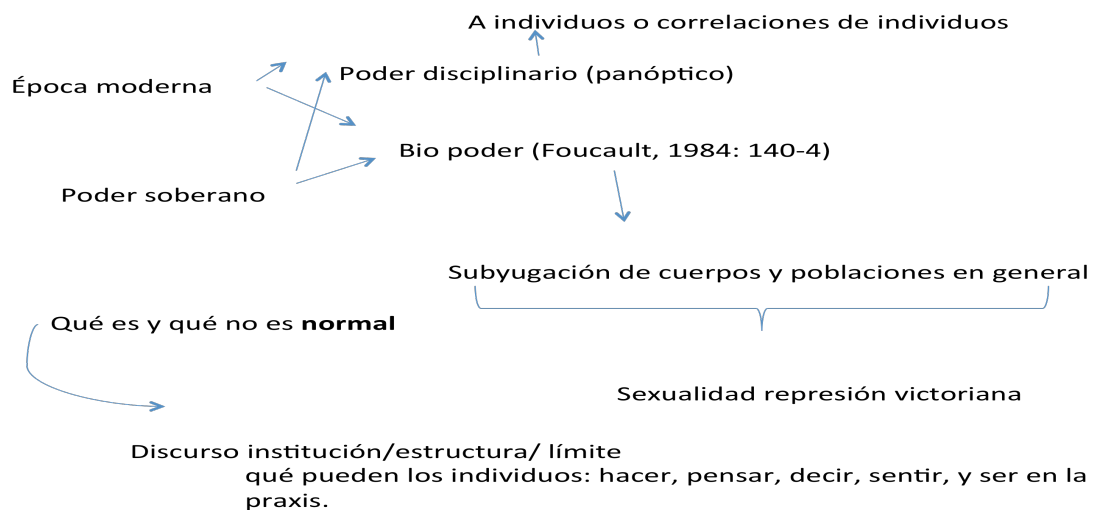 A individuos o correlaciones de individuos
Poder disciplinario (panóptico)
Época moderna
Bio poder (Foucault, 1984: 140-4)
Poder soberano
Subyugación de cuerpos y poblaciones en general
Qué es y qué no es normal
Sexualidad represión victoriana
Discurso institución/estructura/ límite
qué pueden los individuos: hacer, pensar, decir, sentir, y ser en la
praxis.